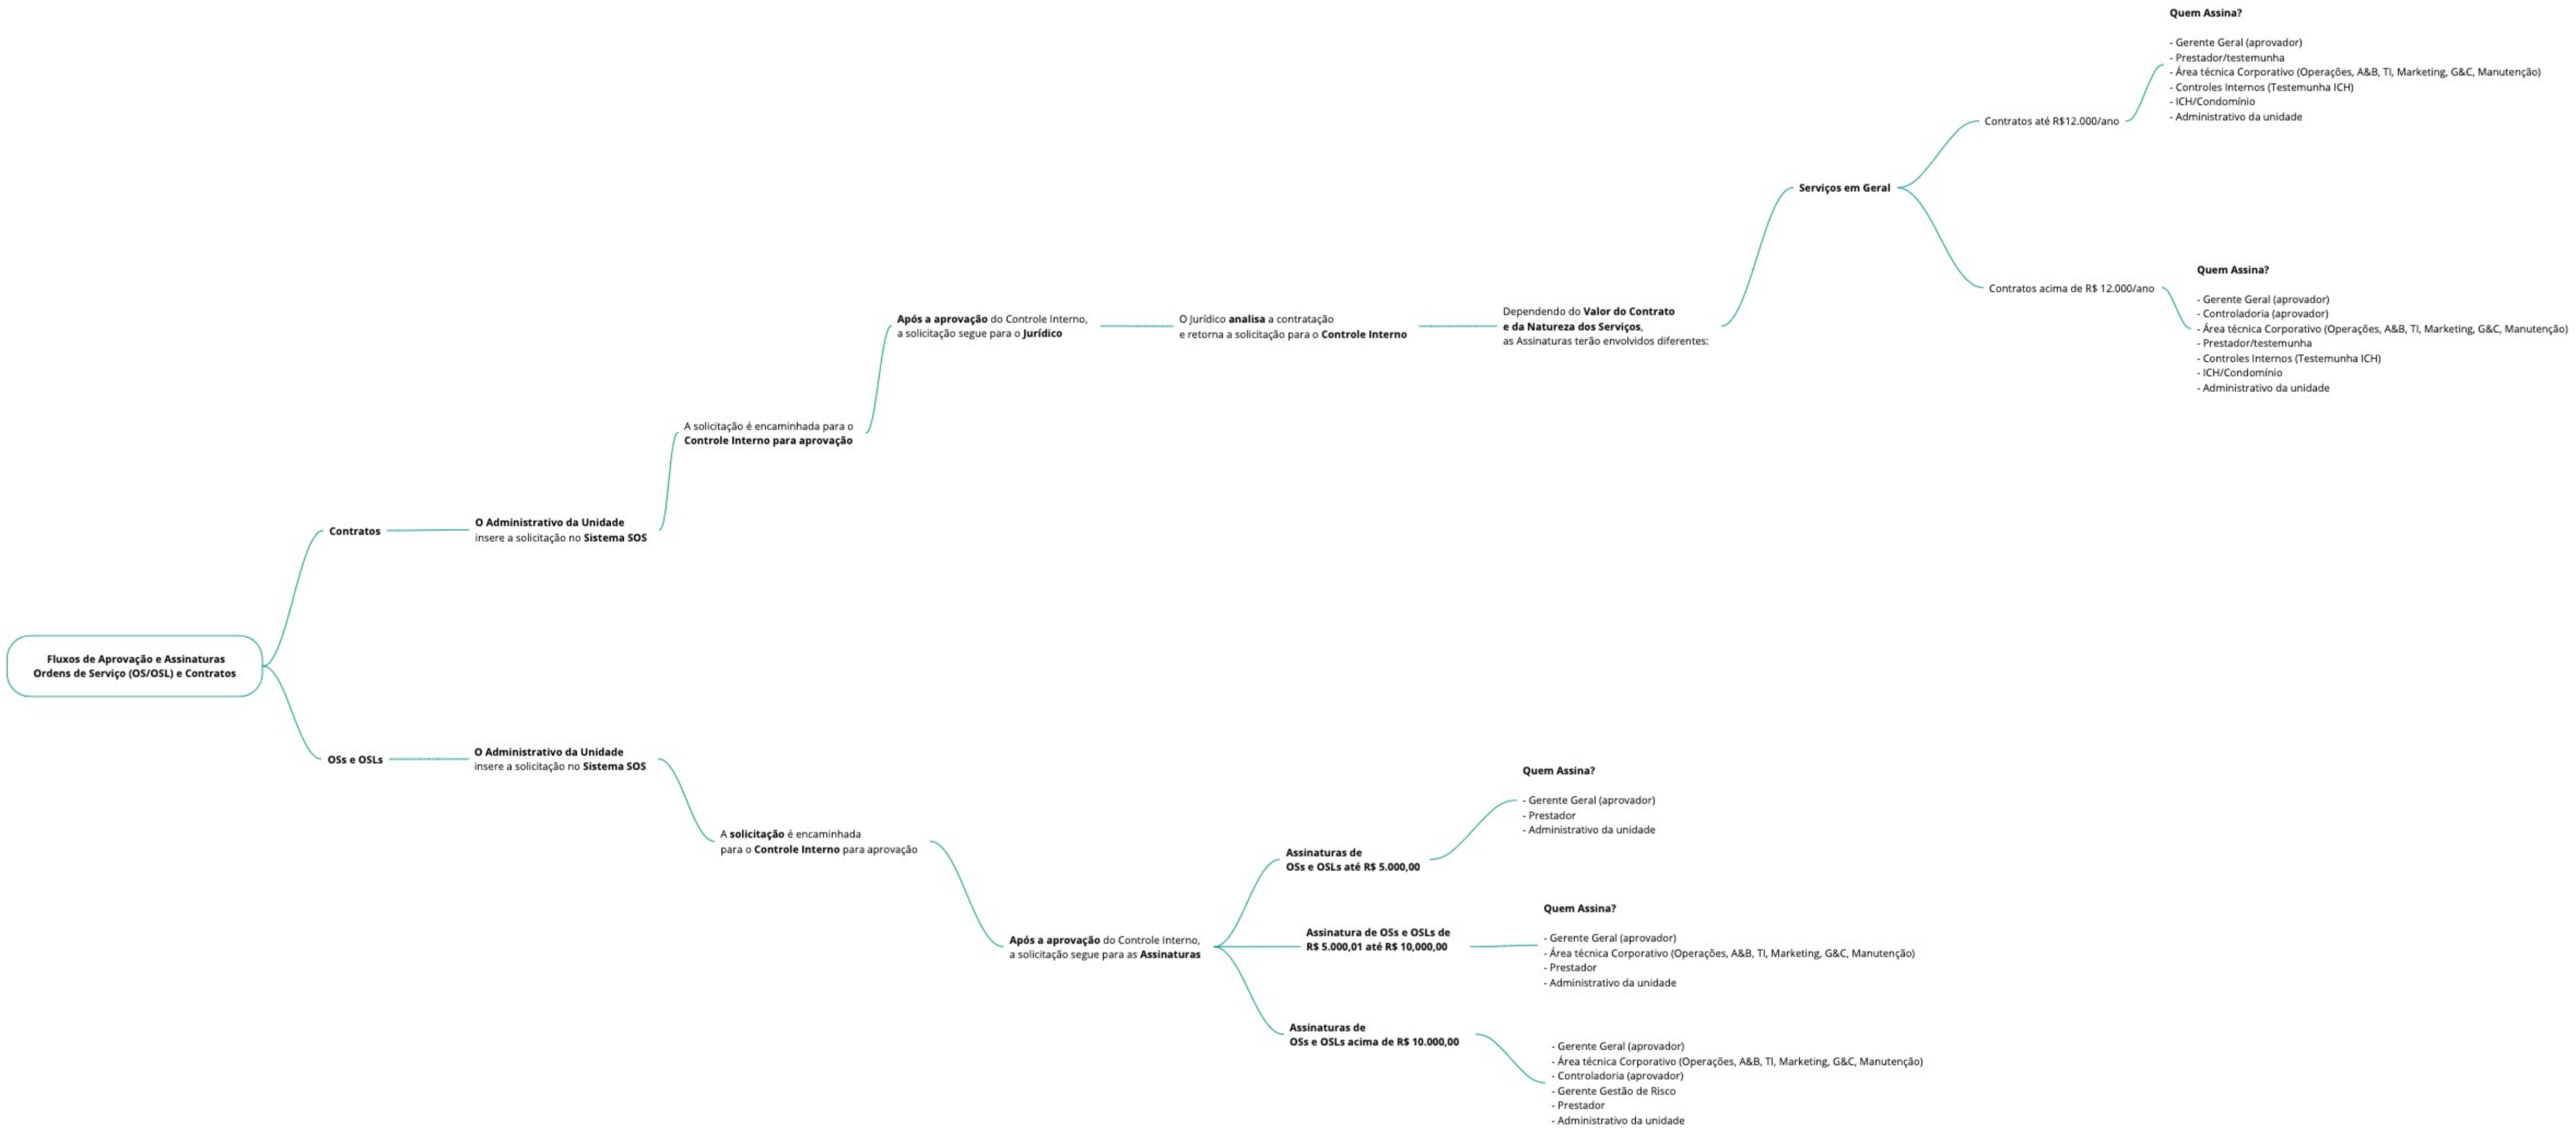 Fluxos de Aprovação e Assinaturas
Ordens de Serviço (OS/OSL) e Contratos
Contratos
O Administrativo da Unidade
insere a solicitação no Sistema SOS
A solicitação é encaminhada para o
Controle Interno para aprovação
Após a aprovação do Controle Interno,
a solicitação segue para o Jurídico
O Jurídico analisa a contratação
e retorna a solicitação para o Controle Interno
Dependendo do Valor do Contrato
e da Natureza dos Serviços,
as Assinaturas terão envolvidos diferentes:
Serviços em Geral
Contratos até R$12.000/ano
Quem Assina?
- Gerente Geral (aprovador)
- Prestador/testemunha
- Área técnica Corporativo (Operações, A&B, TI, Marketing, G&C, Manutenção)
- Controles Internos (Testemunha ICH)
- ICH/Condomínio
- Administrativo da unidade
Contratos acima de R$ 12.000/ano
Quem Assina?
- Gerente Geral (aprovador)
- Controladoria (aprovador)
- Área técnica Corporativo (Operações, A&B, TI, Marketing, G&C, Manutenção)
- Prestador/testemunha
- Controles Internos (Testemunha ICH)
- ICH/Condomínio
- Administrativo da unidade
OSs e OSLs
O Administrativo da Unidade
insere a solicitação no Sistema SOS
A solicitação é encaminhada
para o Controle Interno para aprovação
Após a aprovação do Controle Interno,
a solicitação segue para as Assinaturas
Assinaturas de
OSs e OSLs até R$ 5.000,00
Quem Assina?
- Gerente Geral (aprovador)
- Prestador
- Administrativo da unidade
Assinatura de OSs e OSLs de
R$ 5.000,01 até R$ 10,000,00
Quem Assina?
- Gerente Geral (aprovador)
- Área técnica Corporativo (Operações, A&B, TI, Marketing, G&C, Manutenção)
- Prestador
- Administrativo da unidade
Assinaturas de
OSs e OSLs acima de R$ 10.000,00
- Gerente Geral (aprovador)
- Área técnica Corporativo (Operações, A&B, TI, Marketing, G&C, Manutenção)
- Controladoria (aprovador)
- Gerente Gestão de Risco
- Prestador
- Administrativo da unidade